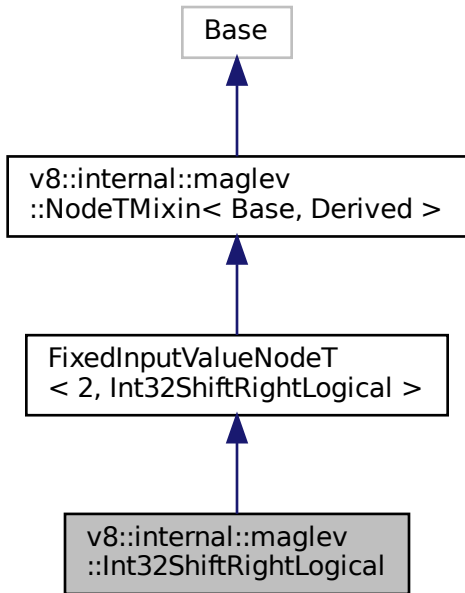 Base
v8::internal::maglev
::NodeTMixin< Base, Derived >
FixedInputValueNodeT
< 2, Int32ShiftRightLogical >
v8::internal::maglev
::Int32ShiftRightLogical